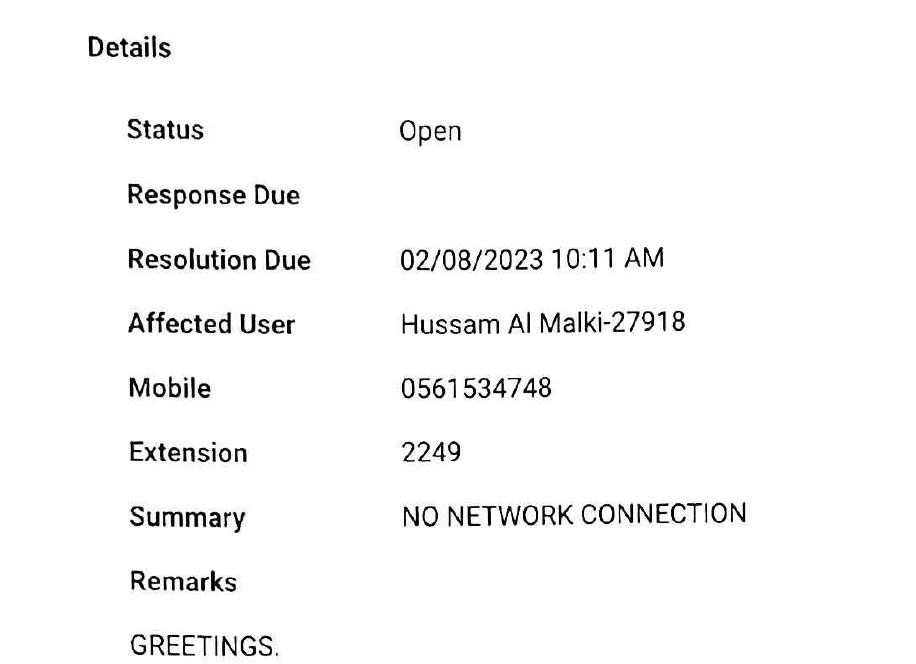 Details
Status Open
Response Due
Resolution Due 02/08/2023 10:11 AM
Affected User Hussam Al Malki-27918
Mobile 0561534748
Extension 2249
Summary NO NETWORK CONNECTION
Remarks
GREETINGS.